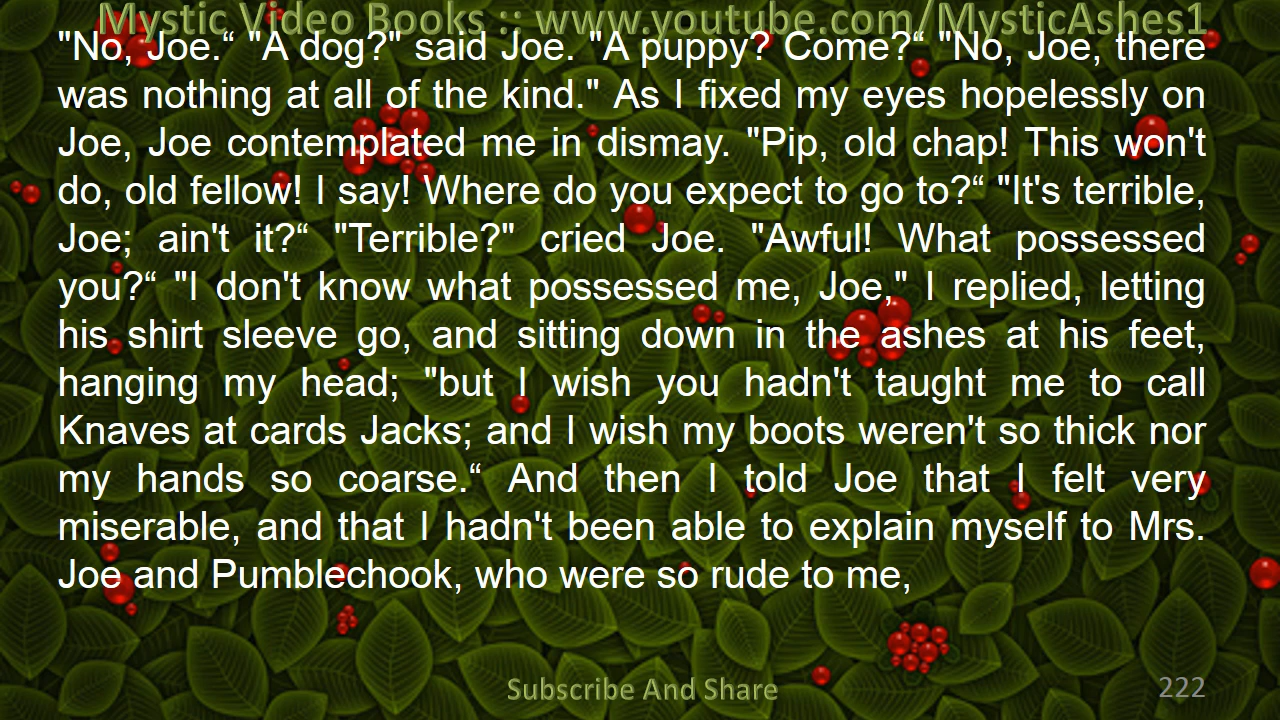 Mystic Video Books :: www.youtube.com/MysticAshes1
"No, Joe.“ "A dog?" said Joe. "A puppy? Come?“ "No, Joe, there
was nothing at all of the kind." As I fixed my eyes hopelessly on
Joe, Joe contemplated me in dismay. "Pip, old chap! This won't
do, old fellow! I say! Where do you expect to go to?“ "It's terrible,
Joe; ain't it?“ "Terrible?" cried Joe. "Awful! What possessed
you?“ "I don't know what possessed me, Joe," I replied, letting
his shirt sleeve go, and sitting down in the ashes at his feet,
hanging my head; "but I wish you hadn't taught me to call
Knaves at cards Jacks; and I wish my boots weren't so thick nor
my hands so coarse.“ And then I told Joe that I felt very
miserable, and that I hadn't been able to explain myself to Mrs.
Joe and Pumblechook, who were so rude to me,
Subscribe And Share
222